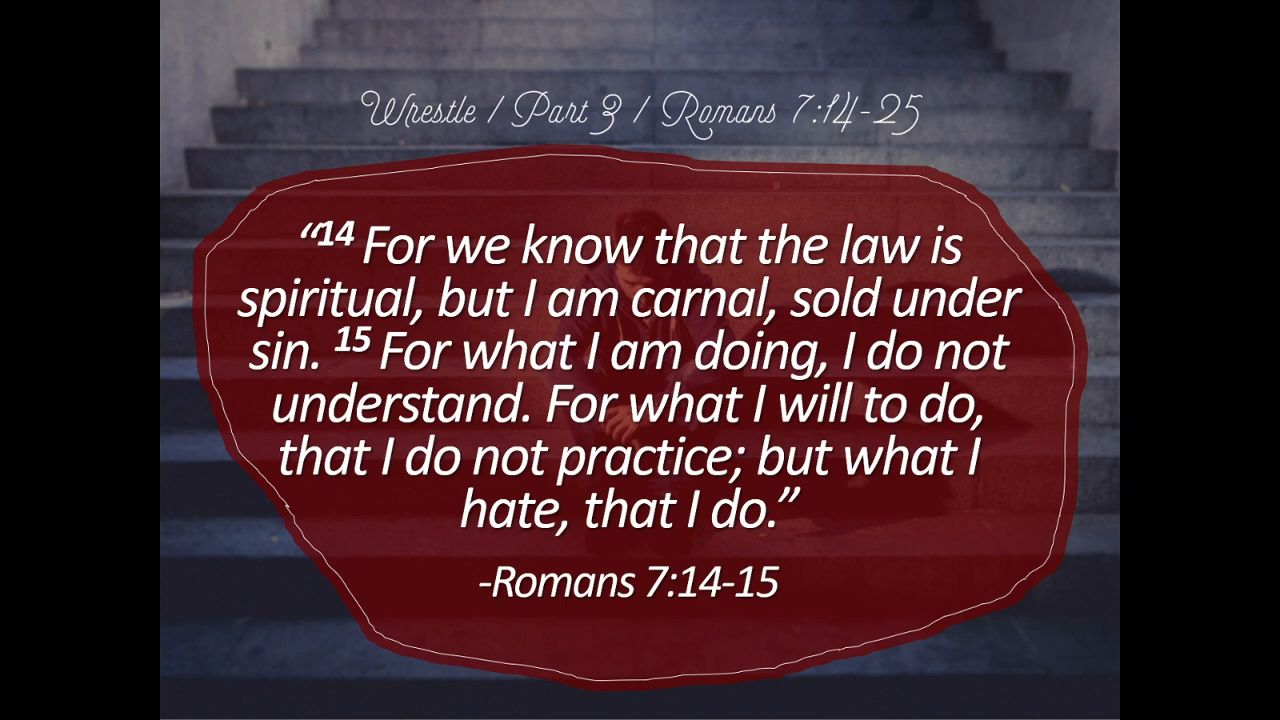 Wrestle / Part 3 / Romans 7:14-25
“14 For we know that the law is
spiritual, but I am carnal, sold under
sin. 15 For what I am doing, I do not
understand. For what I will to do,
that I do not practice; but what I
hate, that I do.”
-Romans 7:14-15